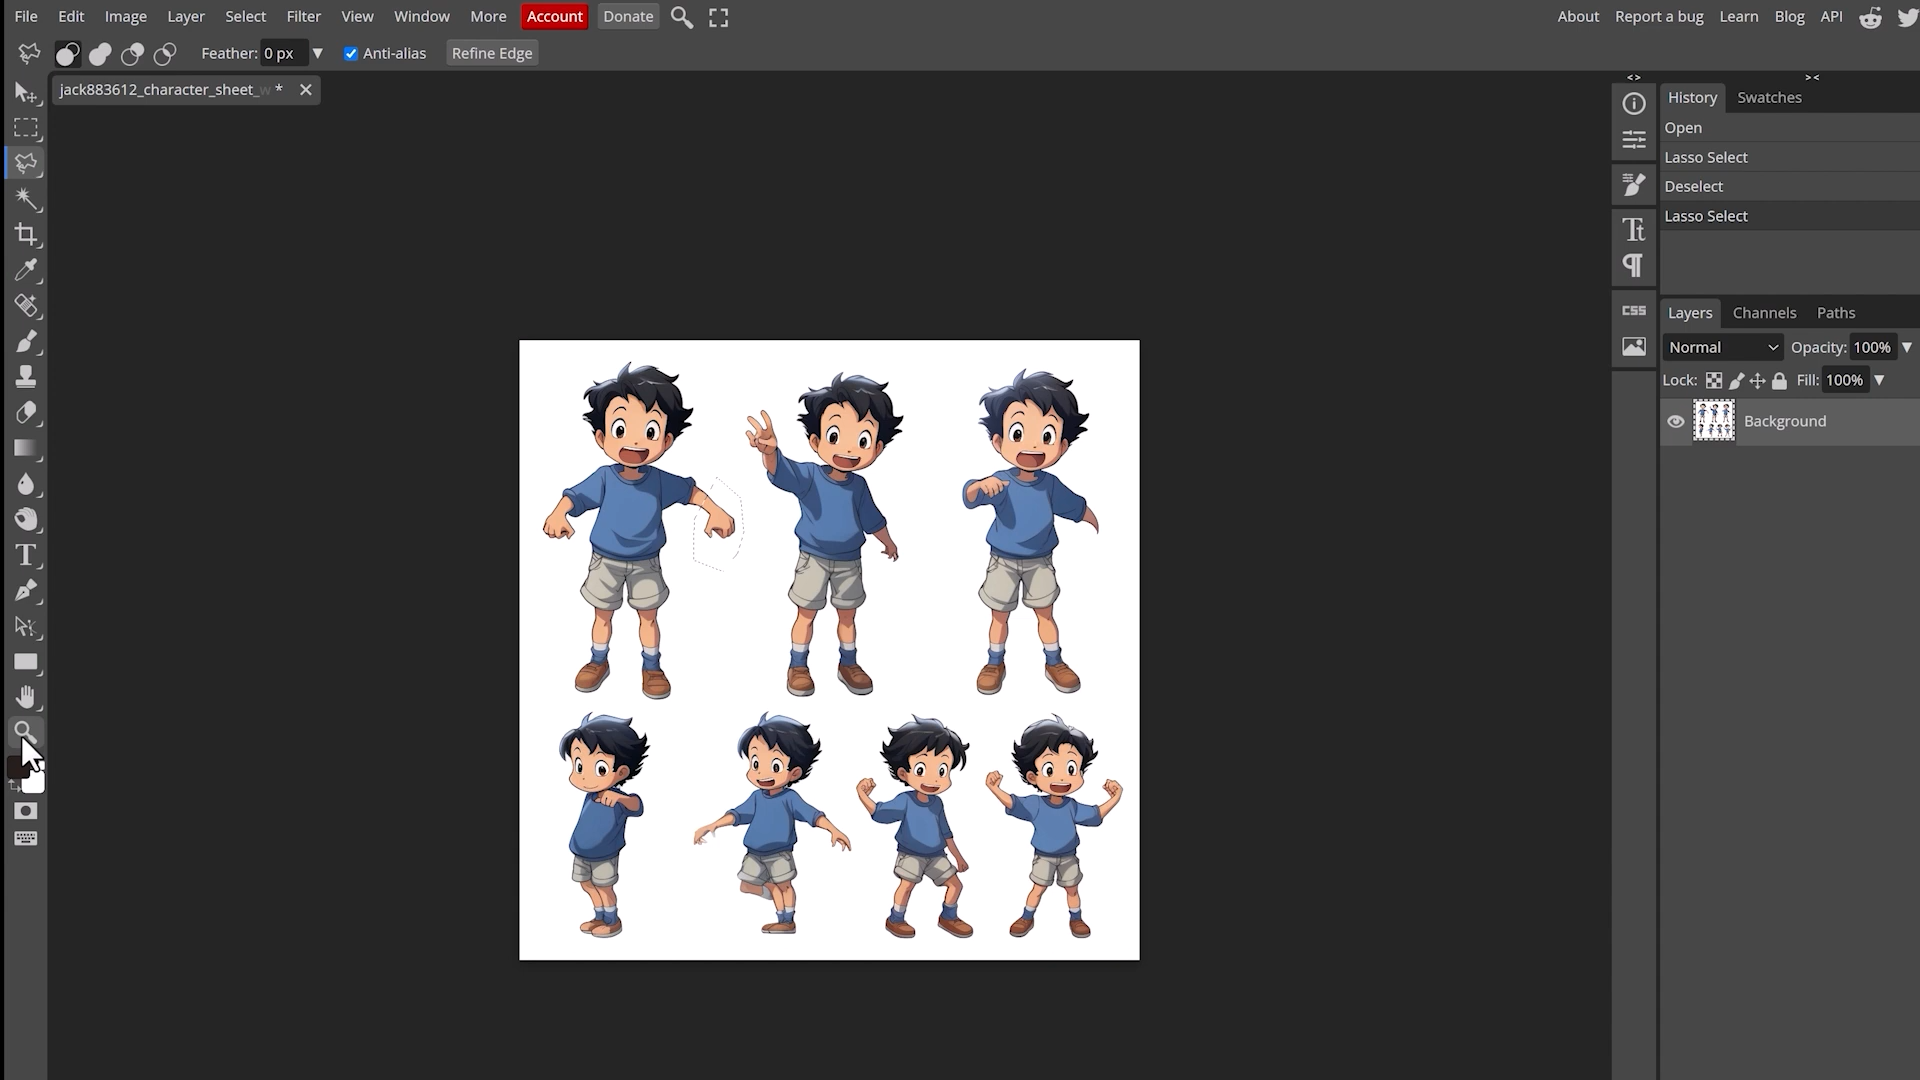 File Edit Image Layer Select Filter View Window More Account Donate About Report a bug Learn Blog API
Feather: 0 px Anti-alias Refine Edge
jack883612_character_sheet_w *
History Swatches
Open
Lasso Select
Deselect
Lasso Select
Tt
CSS
Layers Channels Paths
Normal Opacity: 100%
Lock: Fill: 100%
Background
T